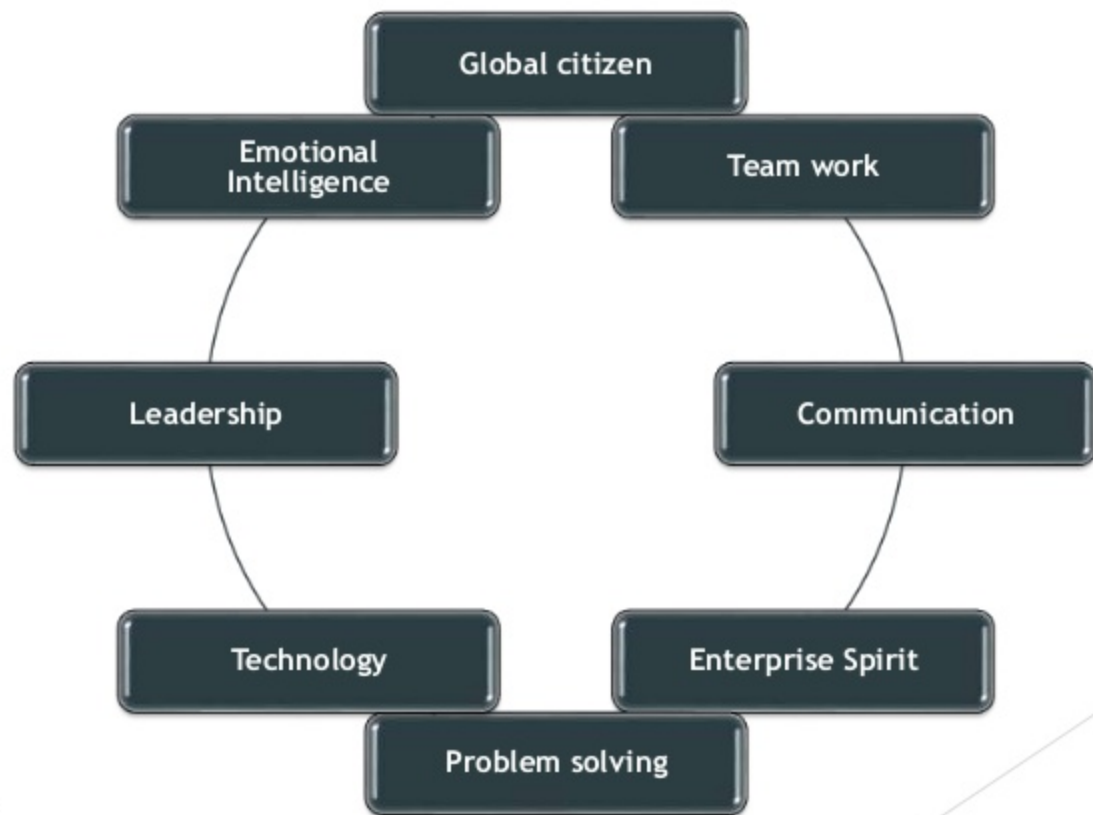 Global citizen
Emotional
Intelligence
Team work
Leadership
Communication
Technology
Enterprise Spirit
Problem solving